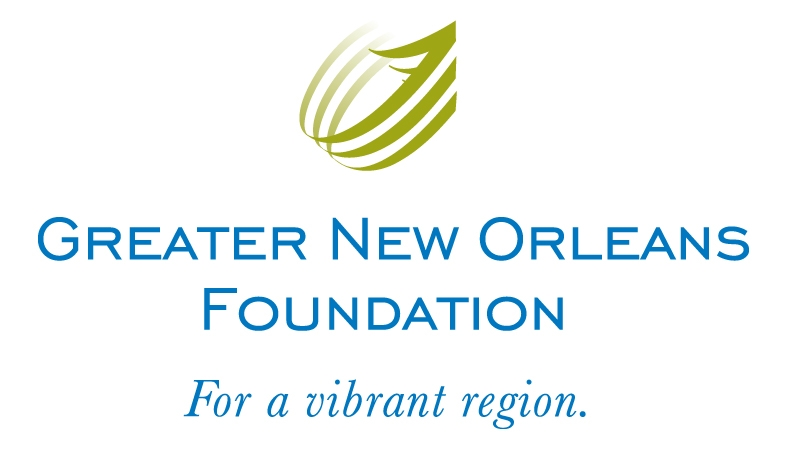 Greater New Orleans
Foundation
For a vibrant region.